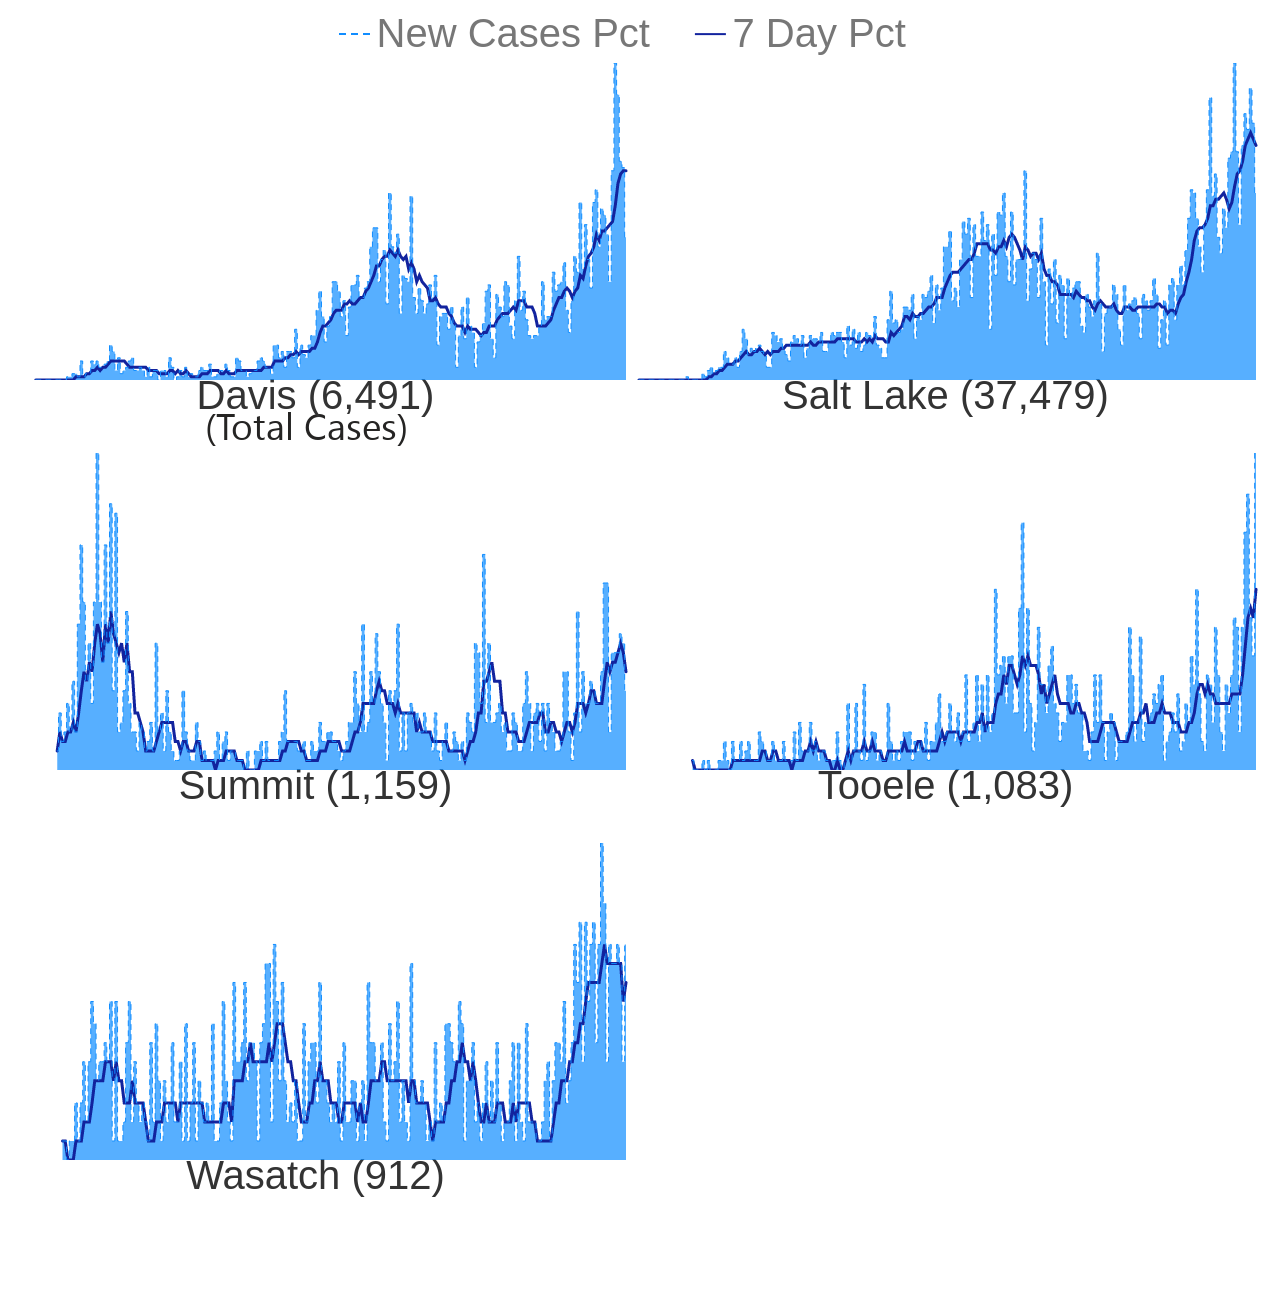 New Cases Pct 7 Day Pct
Davis (6,491)
(Total Cases)
Salt Lake (37,479)
Summit (1,159)
Tooele (1,083)
Wasatch (912)